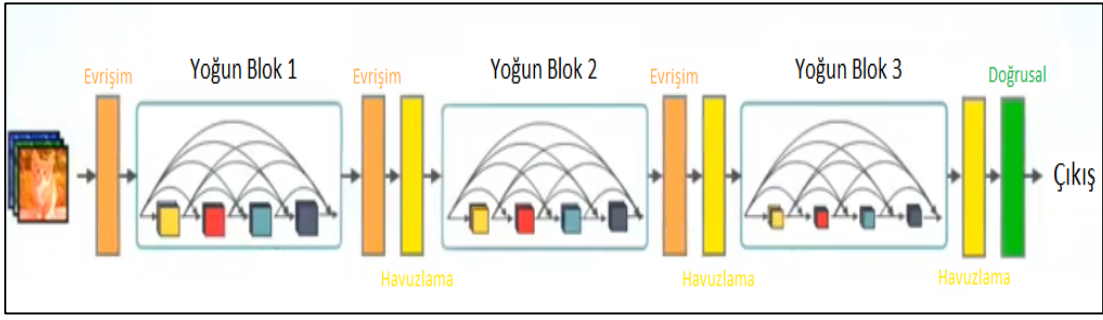 Yoğun Blok 1
Yoğun Blok 2
Yoğun Blok 3
Evrişim
Evrişim
Evrişim
Doğrusal
Çıkış
Havuzlama
Havuzlama
Havuzlama